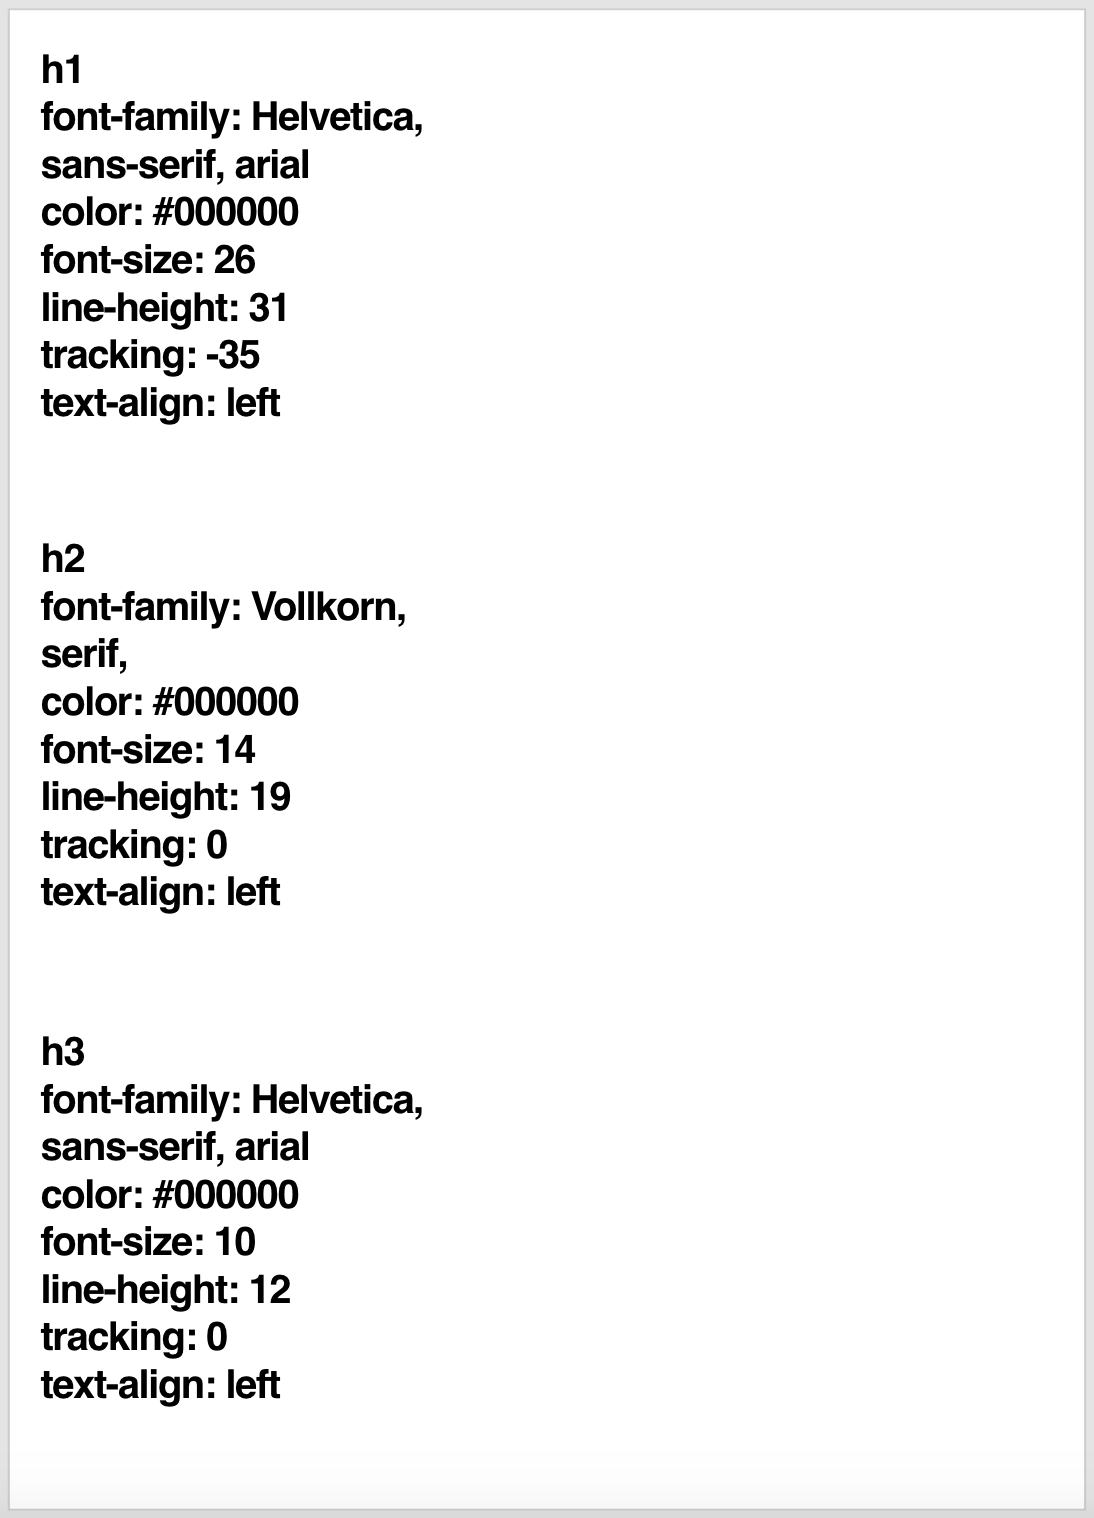 h1
font-family: Helvetica,
sans-serif, arial
color: #000000
font-size: 26
line-height: 31
tracking: -35
text-align: left
h2
font-family: Vollkorn,
serif,
color: #000000
font-size: 14
line-height: 19
tracking: 0
text-align: left
h3
font-family: Helvetica,
sans-serif, arial
color: #000000
font-size: 10
line-height: 12
tracking: 0
text-align: left